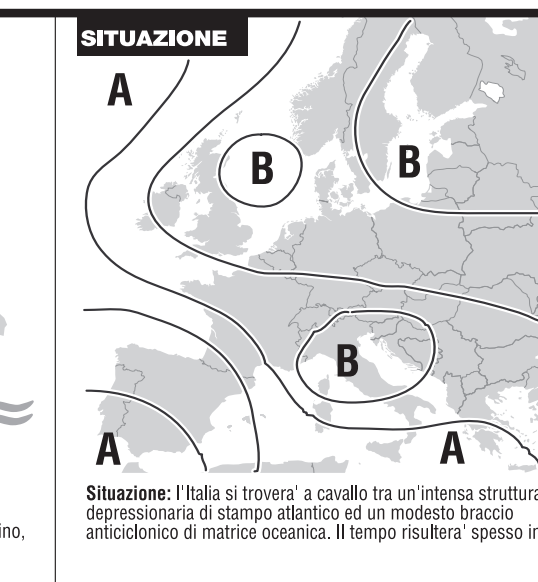 SITUAZIONE
A
B
B
B
A
A
Situazione: l'Italia si trovera' a cavallo tra un'intensa struttura
depressionaria di stampo atlantico ed un modesto braccio
anticiclonico di matrice oceanica. Il tempo risultera' spesso in
ino,